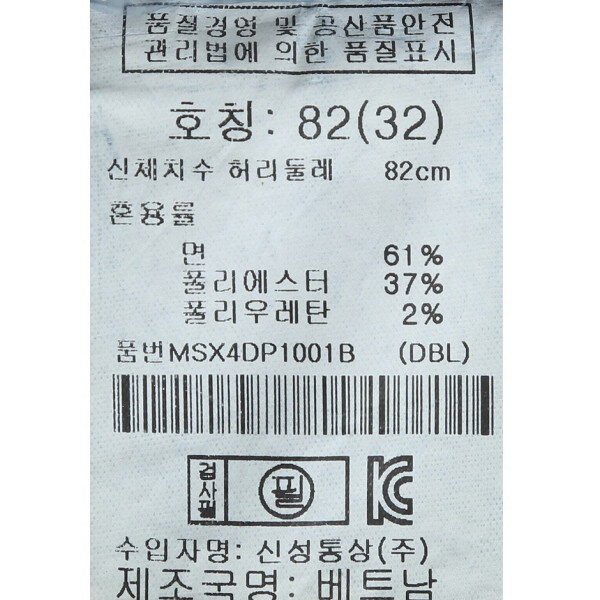 품질경영 및 공산품안전
관리법에 의한 품질표시
호칭: 82(32)
신체치수 허리둘레 82cm
혼용률
면 61%
폴리에스터 37%
폴리우레탄 2%
품번MSX4DP1001B (DBL)
검사필 필 KC
수입자명: 신성통상(주)
제조국명: 베트남